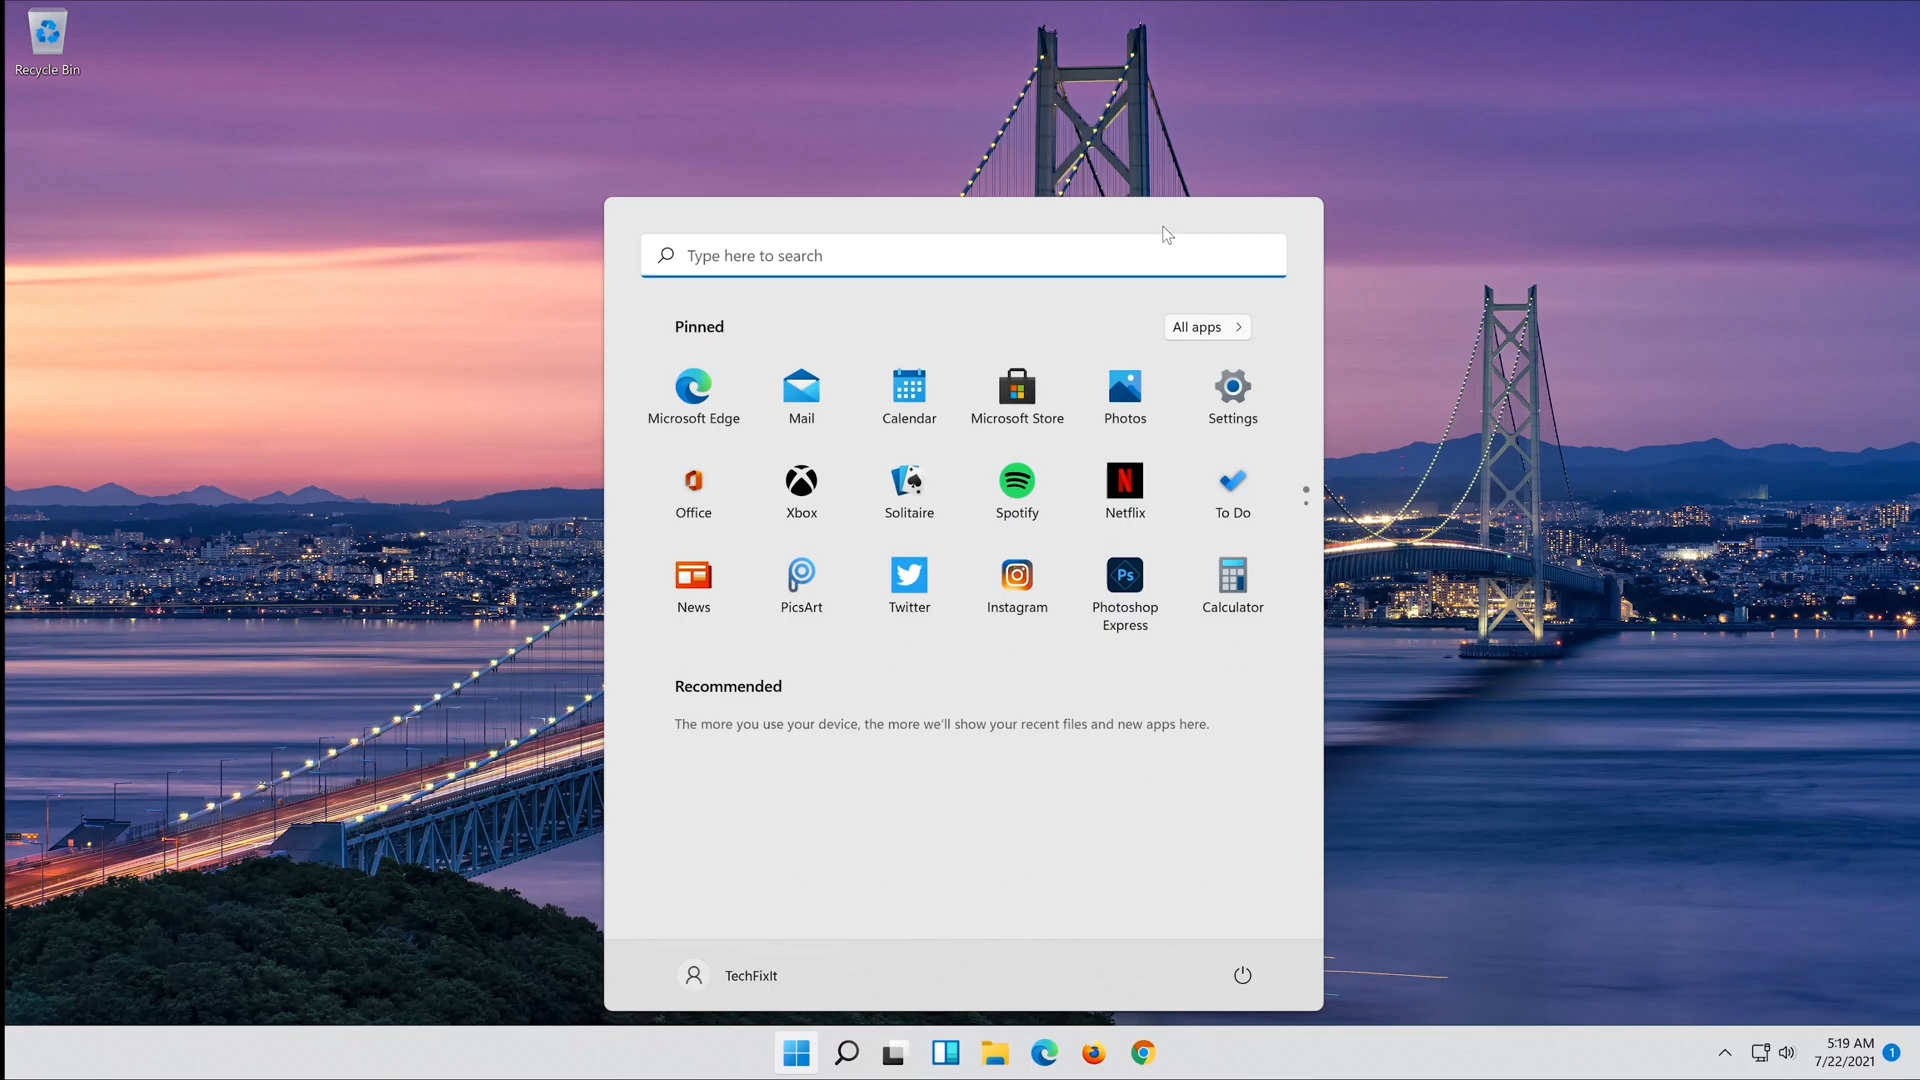 Recycle Bin
Type here to search
Pinned
All apps
Microsoft Edge
Mail
Calendar
Microsoft Store
Photos
Settings
Office
Xbox
Solitaire
Spotify
Netflix
To Do
News
PicsArt
Twitter
Instagram
Photoshop
Express
Calculator
Recommended
The more you use your device, the more we'll show your recent files and new apps here.
TechFixIt
5:19 AM
7/22/2021
1
N
Ps